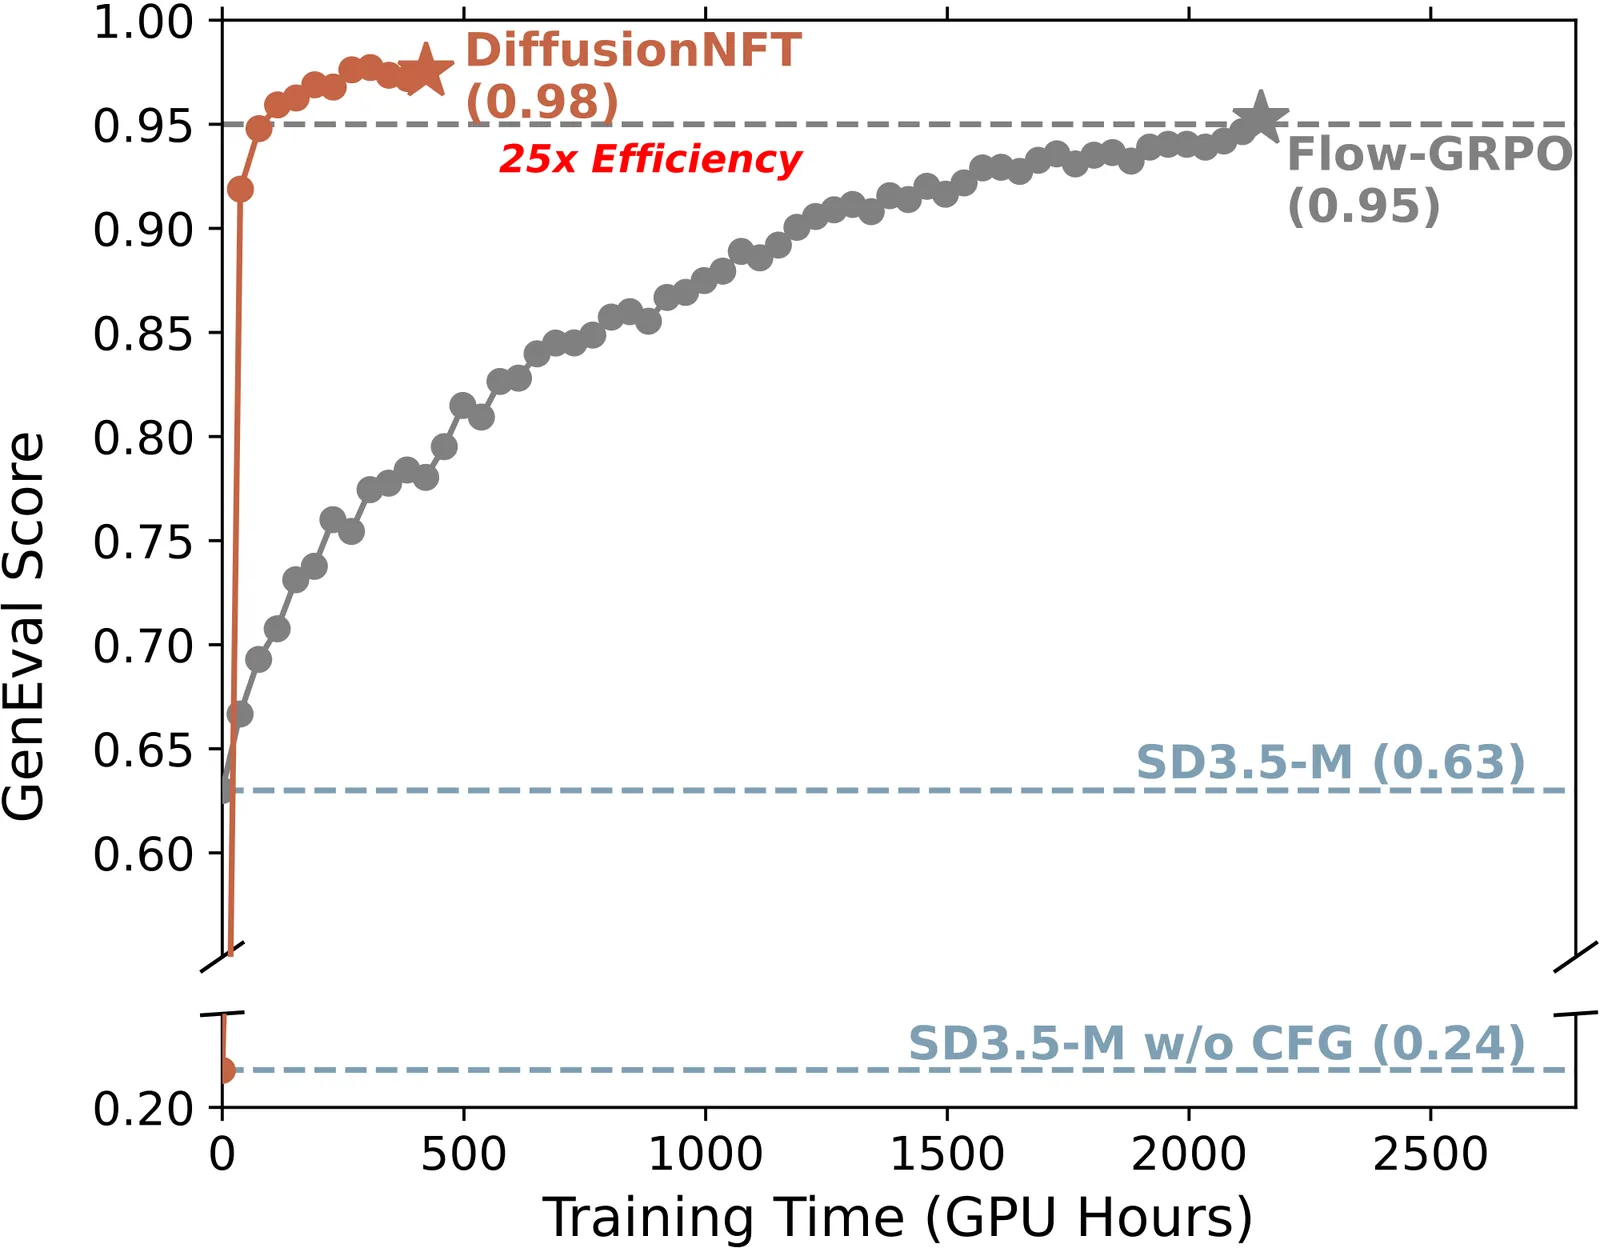 1.00
DiffusionNFT
(0.98)
0.95
25x Efficiency
Flow-GRPO
(0.95)
0.90
0.85
0.80
0.75
0.70
0.65
SD3.5-M (0.63)
0.60
SD3.5-M w/o CFG (0.24)
0.20
GenEval Score
0 500 1000 1500 2000 2500
Training Time (GPU Hours)